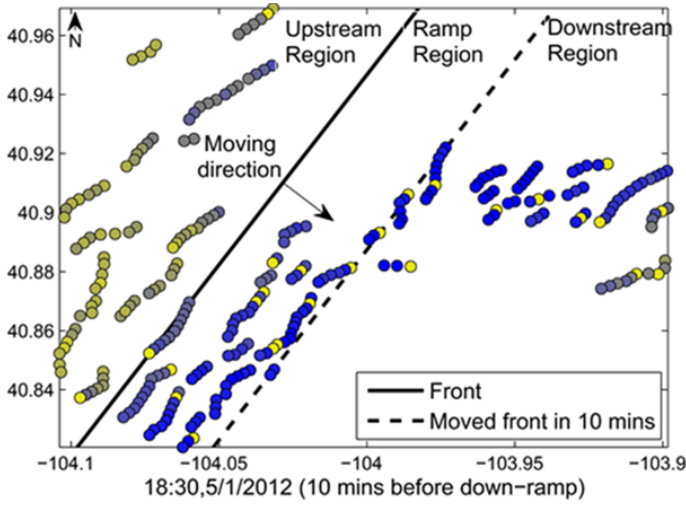 40.96
40.94
40.92
40.9
40.88
40.86
40.84
N
Upstream
Region
Ramp
Region
Downstream
Region
Moving
direction
Front
Moved front in 10 mins
−104.1
−104.05
−104
−103.95
−103.9
18:30,5/1/2012 (10 mins before down−ramp)